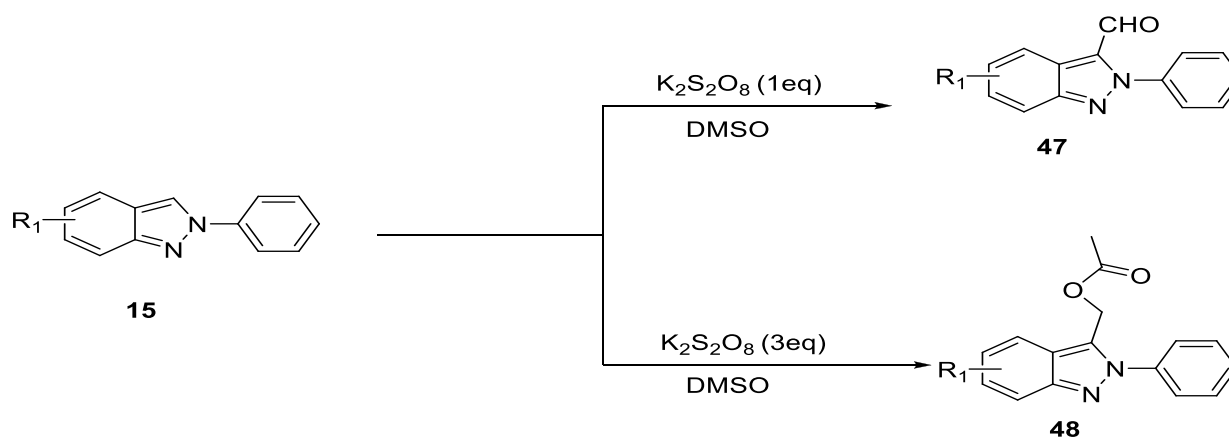 CHO
K2S2O8 (1eq)
DMSO
R1
N
N
47
R1
N
N
15
O
O
K2S2O8 (3eq)
DMSO
R1
N
N
48